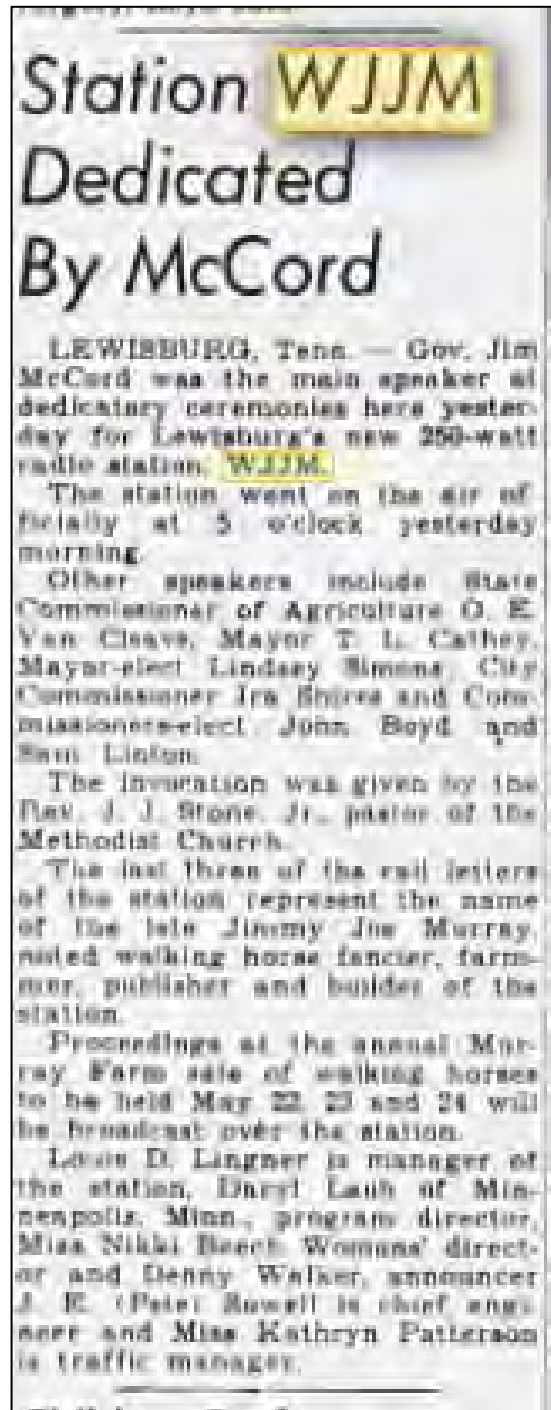 Station WJJM
Dedicated
By McCord
LEWISBURG, Tenn. — Gov. Jim
McCord was the main speaker at
dedicatory ceremonies here yester-
day for Lewisburg's new 250-watt
radio station, WJJM.
The station went on the air of-
ficially at 5 o'clock yesterday
morning.
Other speakers include State
Commissioner of Agriculture O. E.
Van Cleave, Mayor T. L. Cathey,
Mayor-elect Lindsey Simons, City
Commissioner Ira Shires and Com-
missioners-elect John Boyd and
Sam Linton.
The invocation was given by the
Rev. J. J. Stone, Jr., pastor of the
Methodist Church.
The last three of the call letters
of the station represent the name
of the late Jimmy Joe Murray,
noted walking horse fancier, farm-
mer, publisher and builder of the
station.
Proceedings at the annual Mur-
ray Farm sale of walking horses
to be held May 22, 23 and 24 will
be broadcast over the station.
Louis D. Lingner is manager of
the station, Daryl Laub of Min-
neapolis, Minn., program director,
Miss Nikki Beech Womans' direct-
or and Denny Walker, announcer
J. E. (Pete) Sowell is chief engi-
neer and Miss Kathryn Patterson
is traffic manager.